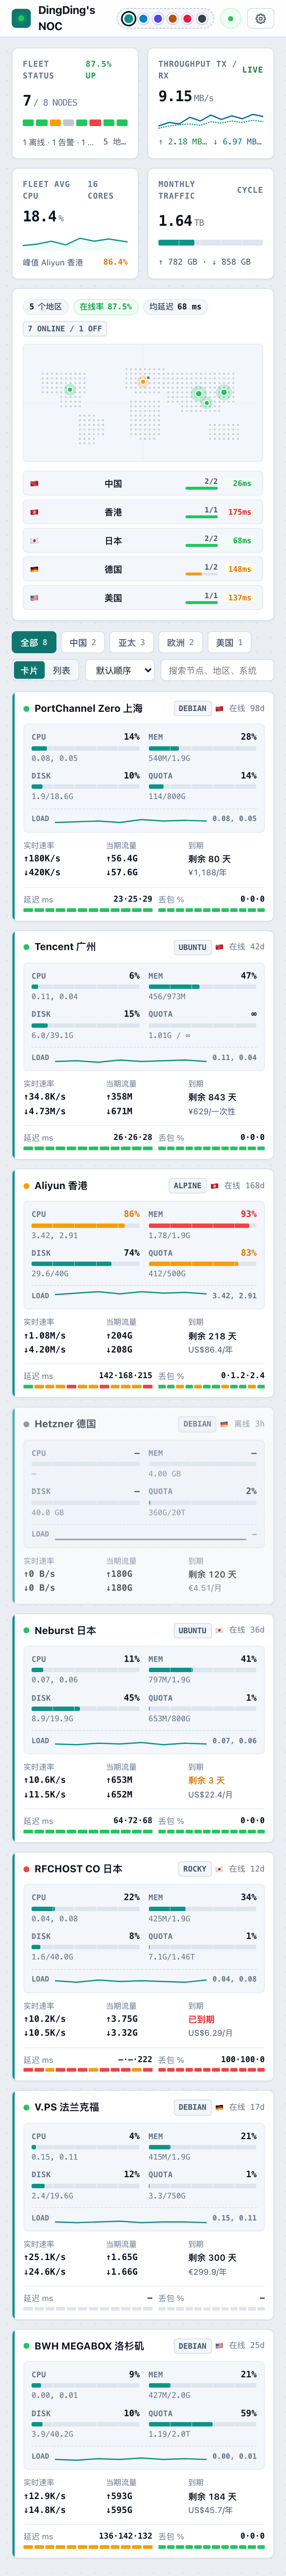 DingDing's
NOC
FLEET STATUS
87.5% UP
7 / 8 NODES
1 离线 · 1 告警 · 1... 5 地...
THROUGHPUT TX / RX
LIVE
9.15 MB/s
↑ 2.18 MB… ↓ 6.97 MB…
FLEET AVG CPU
16 CORES
18.4 %
峰值 Aliyun 香港 86.4%
MONTHLY TRAFFIC
CYCLE
1.64 TB
↑ 782 GB · ↓ 858 GB
5 个地区 在线率 87.5% 均延迟 68 ms
7 ONLINE / 1 OFF
中国 2/2 26ms
香港 1/1 175ms
日本 2/2 68ms
德国 1/2 148ms
美国 1/1 137ms
全部 8 中国 2 亚太 3 欧洲 2 美国 1
卡片 列表 默认顺序 搜索节点、地区、系统
PortChannel Zero 上海 DEBIAN 在线 98d
CPU 14% MEM 28%
0.08, 0.05 540M/1.9G
DISK 10% QUOTA 14%
1.9/18.6G 114/800G
LOAD 0.08, 0.05
实时速率 当期流量 到期
↑180K/s ↑56.4G 剩余 80 天
↓420K/s ↓57.6G ¥1,188/年
延迟 ms 23·25·29 丢包 % 0·0·0
Tencent 广州 UBUNTU 在线 42d
CPU 6% MEM 47%
0.11, 0.04 456/973M
DISK 15% QUOTA ∞
6.0/39.1G 1.01G / ∞
LOAD 0.11, 0.04
实时速率 当期流量 到期
↑34.8K/s ↑358M 剩余 843 天
↓4.73M/s ↓671M ¥629/一次性
延迟 ms 26·26·28 丢包 % 0·0·0
Aliyun 香港 ALPINE 在线 168d
CPU 86% MEM 93%
3.42, 2.91 1.78/1.9G
DISK 74% QUOTA 83%
29.6/40G 412/500G
LOAD 3.42, 2.91
实时速率 当期流量 到期
↑1.08M/s ↑204G 剩余 218 天
↓4.20M/s ↓208G US$86.4/年
延迟 ms 142·168·215 丢包 % 0·1.2·2.4
Hetzner 德国 DEBIAN 离线 3h
CPU — MEM —
— 4.00 GB
DISK — QUOTA 2%
40.0 GB 360G/20T
LOAD —
实时速率 当期流量 到期
↑0 B/s ↑180G 剩余 120 天
↓0 B/s ↓180G €4.51/月
Neburst 日本 UBUNTU 在线 36d
CPU 11% MEM 41%
0.07, 0.06 797M/1.9G
DISK 45% QUOTA 1%
8.9/19.9G 653M/800G
LOAD 0.07, 0.06
实时速率 当期流量 到期
↑10.6K/s ↑653M 剩余 3 天
↓11.5K/s ↓652M US$22.4/月
延迟 ms 64·72·68 丢包 % 0·0·0
RFCHOST CO 日本 ROCKY 在线 12d
CPU 22% MEM 34%
0.04, 0.08 425M/1.9G
DISK 8% QUOTA 1%
1.6/40.0G 7.1G/1.46T
LOAD 0.04, 0.08
实时速率 当期流量 到期
↑10.2K/s ↑3.75G 已到期
↓10.5K/s ↓3.32G US$6.29/月
延迟 ms —·—·222 丢包 % 100·100·0
V.PS 法兰克福 DEBIAN 在线 17d
CPU 4% MEM 21%
0.15, 0.11 415M/1.9G
DISK 12% QUOTA 1%
2.4/19.6G 3.3/750G
LOAD 0.15, 0.11
实时速率 当期流量 到期
↑25.1K/s ↑1.65G 剩余 300 天
↓24.6K/s ↓1.66G €299.9/年
延迟 ms — 丢包 % —
BWH MEGABOX 洛杉矶 DEBIAN 在线 25d
CPU 9% MEM 21%
0.00, 0.01 427M/2.0G
DISK 10% QUOTA 59%
3.9/40.2G 1.19/2.0T
LOAD 0.00, 0.01
实时速率 当期流量 到期
↑12.9K/s ↑593G 剩余 184 天
↓14.8K/s ↓595G US$45.7/年
延迟 ms 136·142·132 丢包 % 0·0·0